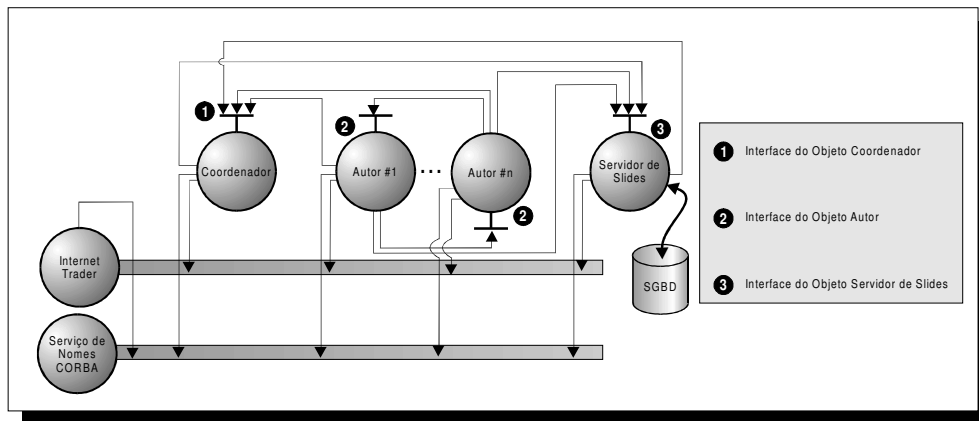 1
2
2
3
Coordenador
Autor #1
...
Autor #n
Servidor de
Slides
SGBD
Internet
Trader
Serviço de
Nomes
CORBA
1 Interface do Objeto Coordenador
2 Interface do Objeto Autor
3 Interface do Objeto Servidor de Slides